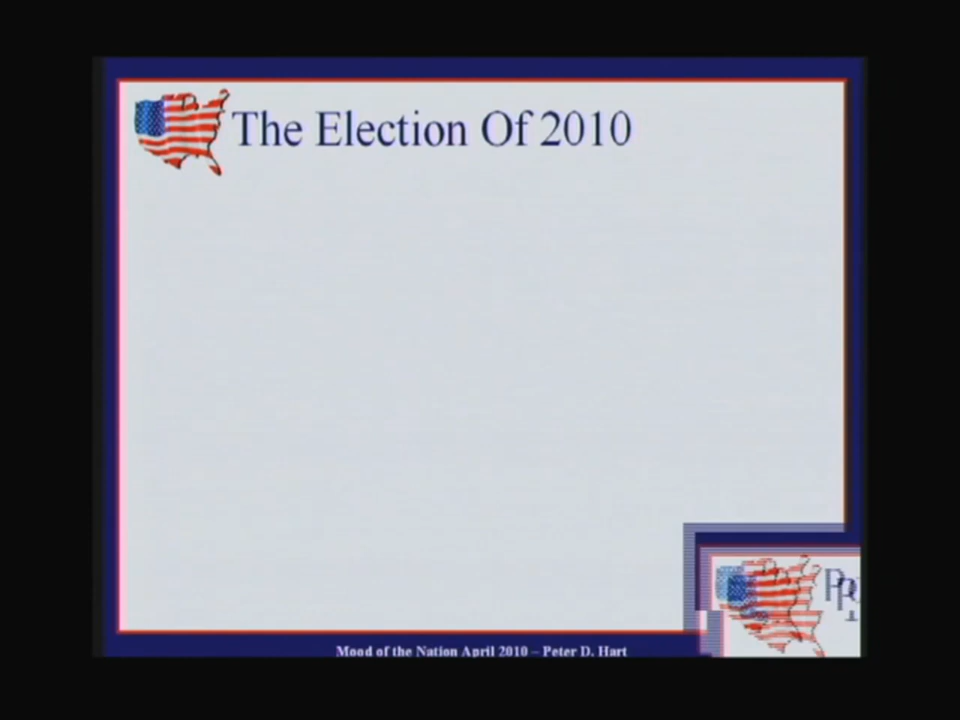 The Election Of 2010
Mood of the Nation April 2010 – Peter D. Hart